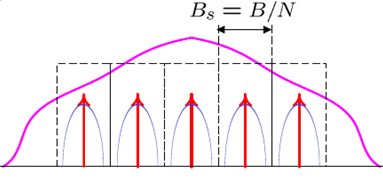 B_s = B/N